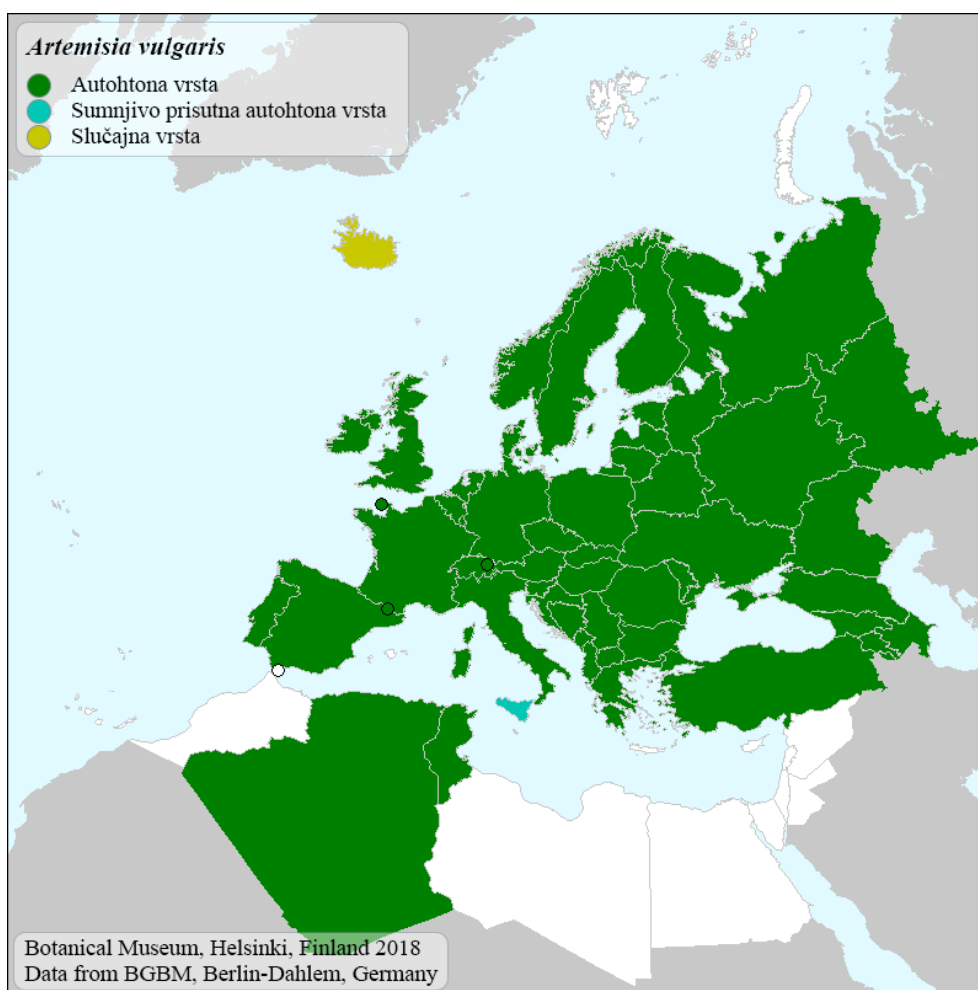 Artemisia vulgaris
Autohtona vrsta
Sumnjivo prisutna autohtona vrsta
Slučajna vrsta
Botanical Museum, Helsinki, Finland 2018
Data from BGBM, Berlin-Dahlem, Germany